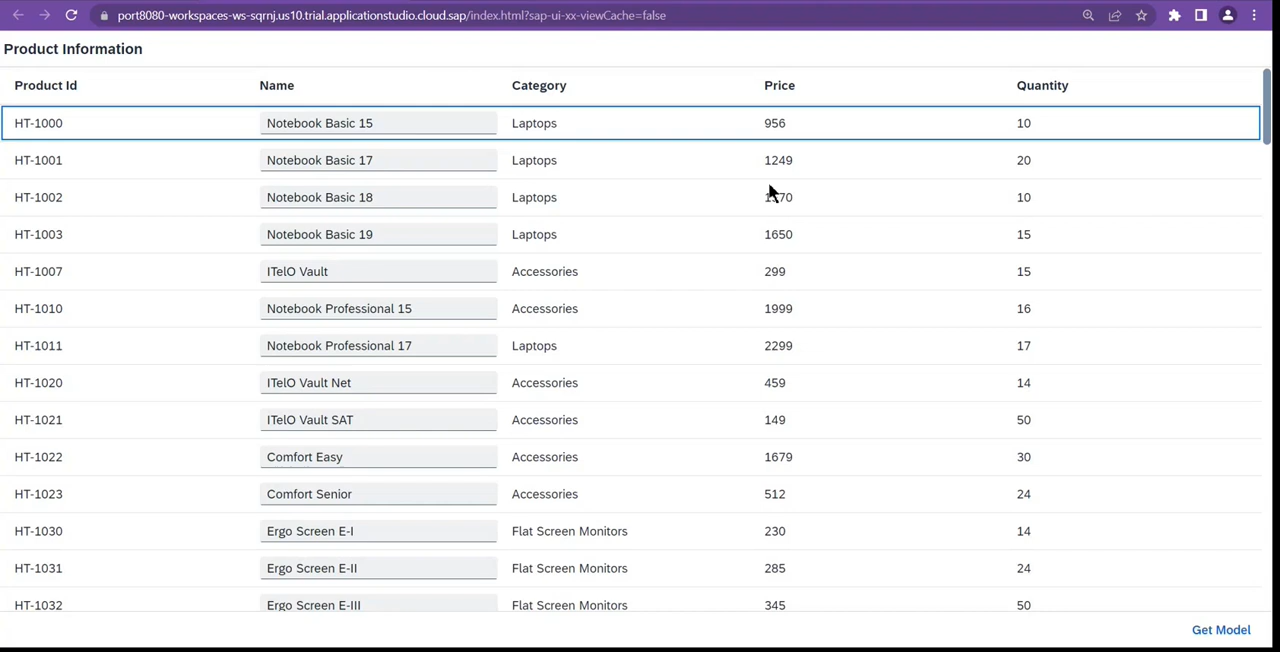 port8080-workspaces-ws-sqrnj.us10.trial.applicationstudio.cloud.sap/index.html?sap-ui-xx-viewCache=false
Product Information
Product Id Name Category Price Quantity
HT-1000 Notebook Basic 15 Laptops 956 10
HT-1001 Notebook Basic 17 Laptops 1249 20
HT-1002 Notebook Basic 18 Laptops 10
HT-1003 Notebook Basic 19 Laptops 1650 15
HT-1007 ITelO Vault Accessories 299 15
HT-1010 Notebook Professional 15 Accessories 1999 16
HT-1011 Notebook Professional 17 Laptops 2299 17
HT-1020 ITelO Vault Net Accessories 459 14
HT-1021 ITelO Vault SAT Accessories 149 50
HT-1022 Comfort Easy Accessories 1679 30
HT-1023 Comfort Senior Accessories 512 24
HT-1030 Ergo Screen E-I Flat Screen Monitors 230 14
HT-1031 Ergo Screen E-II Flat Screen Monitors 285 24
HT-1032 Ergo Screen E-III Flat Screen Monitors 345 50
Get Model